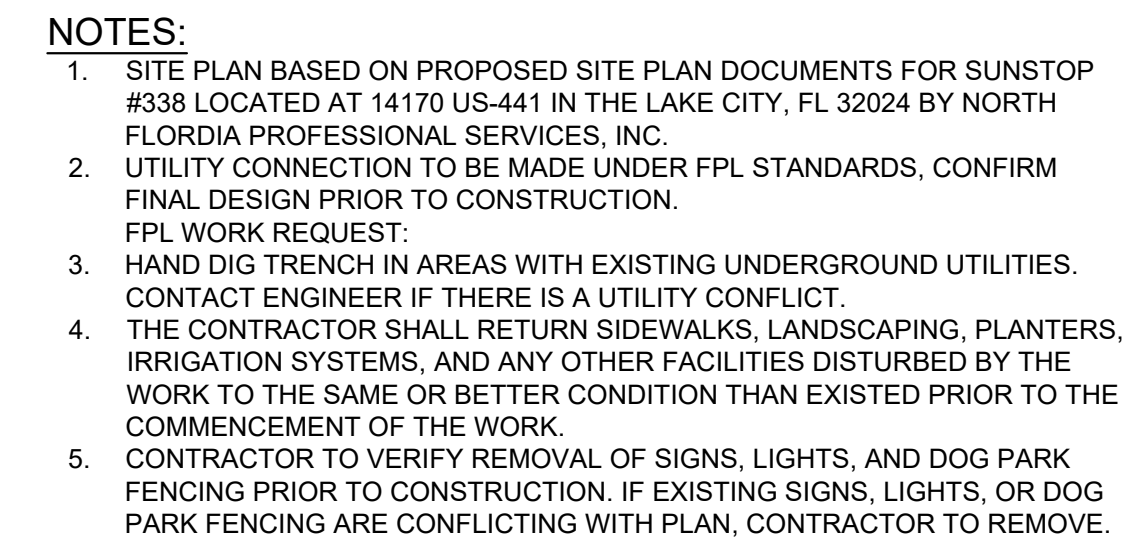 NOTES:
1. SITE PLAN BASED ON PROPOSED SITE PLAN DOCUMENTS FOR SUNSTOP
#338 LOCATED AT 14170 US-441 IN THE LAKE CITY, FL 32024 BY NORTH
FLORDIA PROFESSIONAL SERVICES, INC.
2. UTILITY CONNECTION TO BE MADE UNDER FPL STANDARDS, CONFIRM
FINAL DESIGN PRIOR TO CONSTRUCTION.
FPL WORK REQUEST:
3. HAND DIG TRENCH IN AREAS WITH EXISTING UNDERGROUND UTILITIES.
CONTACT ENGINEER IF THERE IS A UTILITY CONFLICT.
4. THE CONTRACTOR SHALL RETURN SIDEWALKS, LANDSCAPING, PLANTERS,
IRRIGATION SYSTEMS, AND ANY OTHER FACILITIES DISTURBED BY THE
WORK TO THE SAME OR BETTER CONDITION THAN EXISTED PRIOR TO THE
COMMENCEMENT OF THE WORK.
5. CONTRACTOR TO VERIFY REMOVAL OF SIGNS, LIGHTS, AND DOG PARK
FENCING PRIOR TO CONSTRUCTION. IF EXISTING SIGNS, LIGHTS, OR DOG
PARK FENCING ARE CONFLICTING WITH PLAN, CONTRACTOR TO REMOVE.